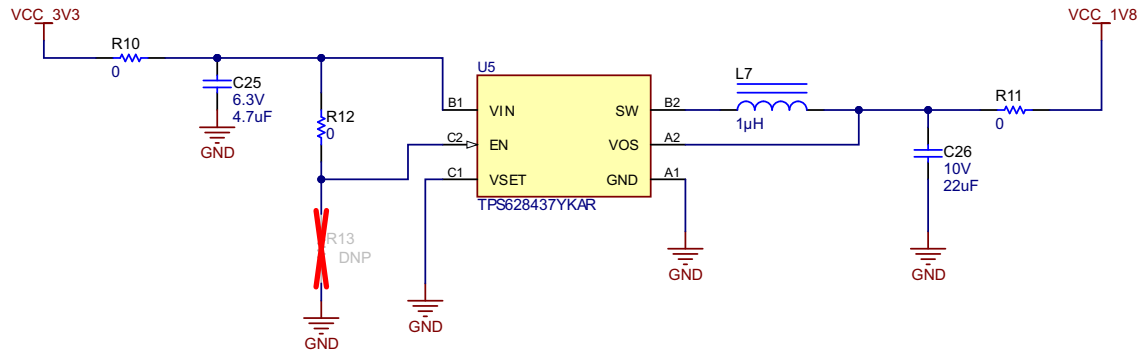 VCC_3V3
VCC_1V8
R10
0
C25
6.3V
4.7uF
GND
R12
0
R13
DNP
GND
U5
B1
VIN
SW
B2
C2
EN
VOS
A2
C1
VSET
GND
A1
TPS628437YKAR
GND
GND
L7
1µH
R11
0
C26
10V
22uF
GND